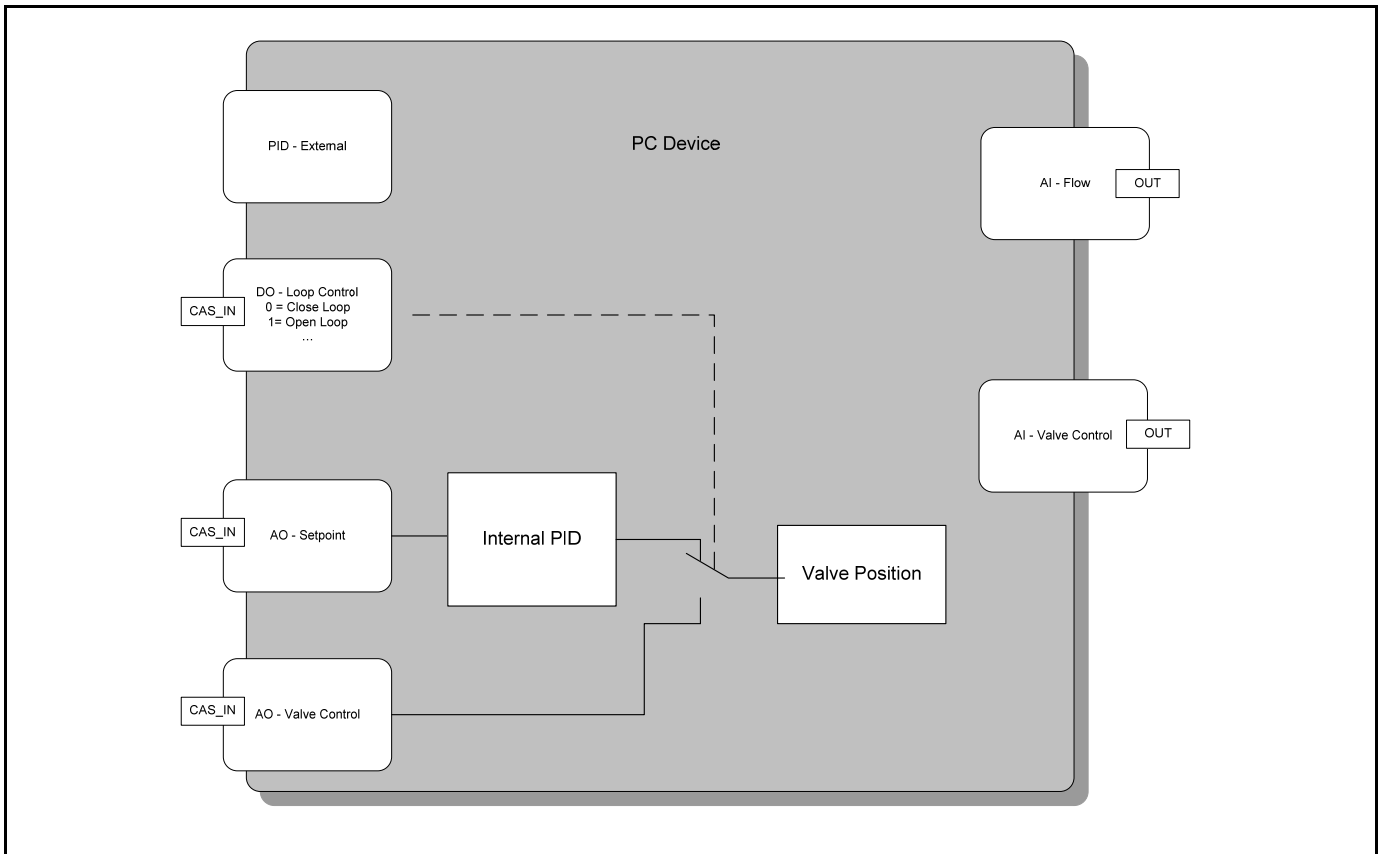 PC Device
PID - External
AI - Flow
OUT
CAS_IN
DO - Loop Control
0 = Close Loop
1= Open Loop
...
AI - Valve Control
OUT
CAS_IN
AO - Setpoint
Internal PID
Valve Position
CAS_IN
AO - Valve Control